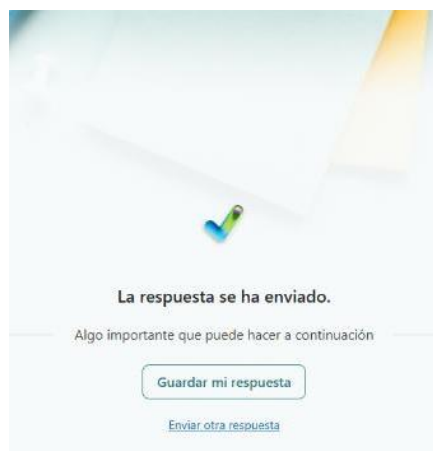 La respuesta se ha enviado.
Algo importante que puede hacer a continuación
Guardar mi respuesta
Enviar otra respuesta